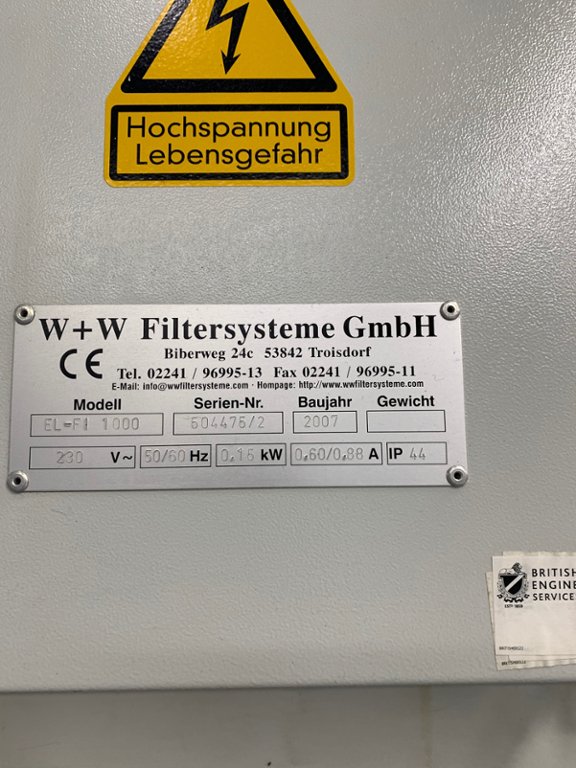 Hochspannung
Lebensgefahr
W+W Filtersysteme GmbH
Biberweg 24c 53842 Troisdorf
CE
Tel. 02241 / 96995-13 Fax 02241 / 96995-11
E-Mail: info@wwfiltersysteme.com · Hompage: http://www.wwfiltersysteme.com
Modell Serien-Nr. Baujahr Gewicht
EL-FI 1000 504476/2 2007
230 V~ 50/60 Hz 0,16 kW 0,60/0,88 A IP 44
BRITISH
ENGINE
SERVICE